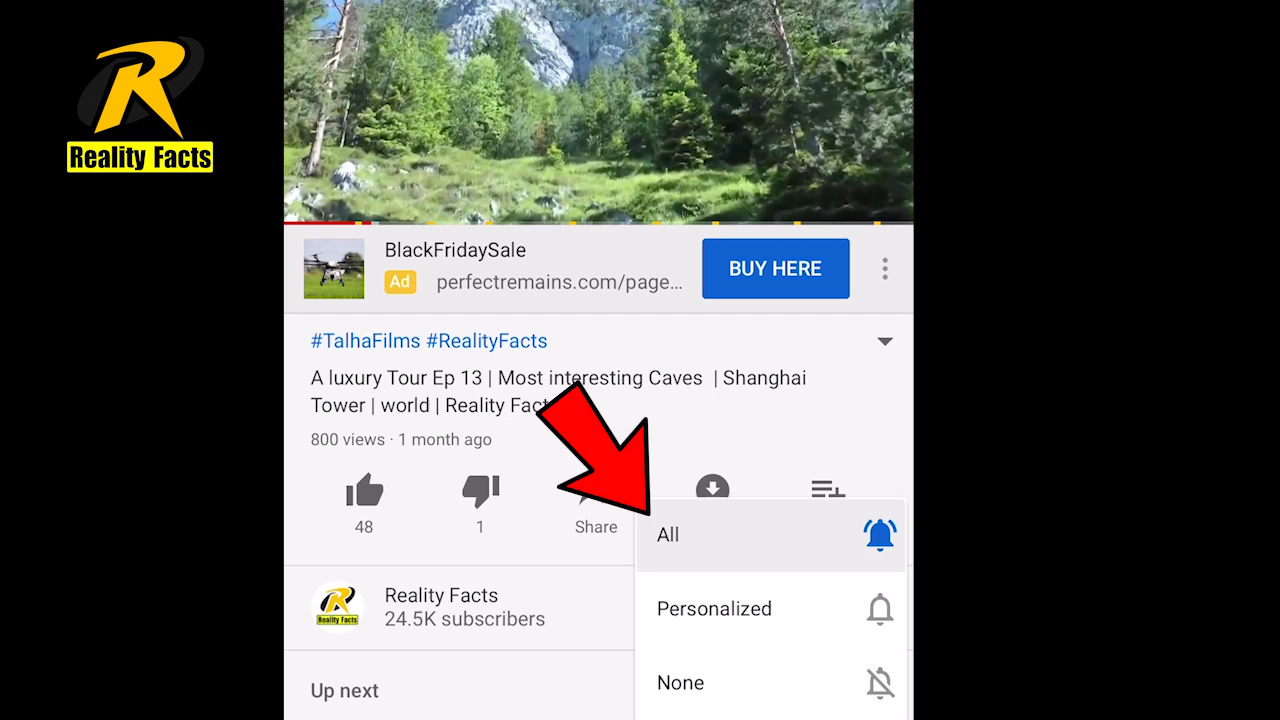 R
Reality Facts
BlackFridaySale
BUY HERE
Ad
perfectremains.com/page...
#TalhaFilms #RealityFacts
A luxury Tour Ep 13 | Most interesting Caves | Shanghai
Tower | world | Reality Fact
800 views · 1 month ago
48
1
Share
All
Reality Facts
24.5K subscribers
R
Reality Facts
Personalized
Up next
None